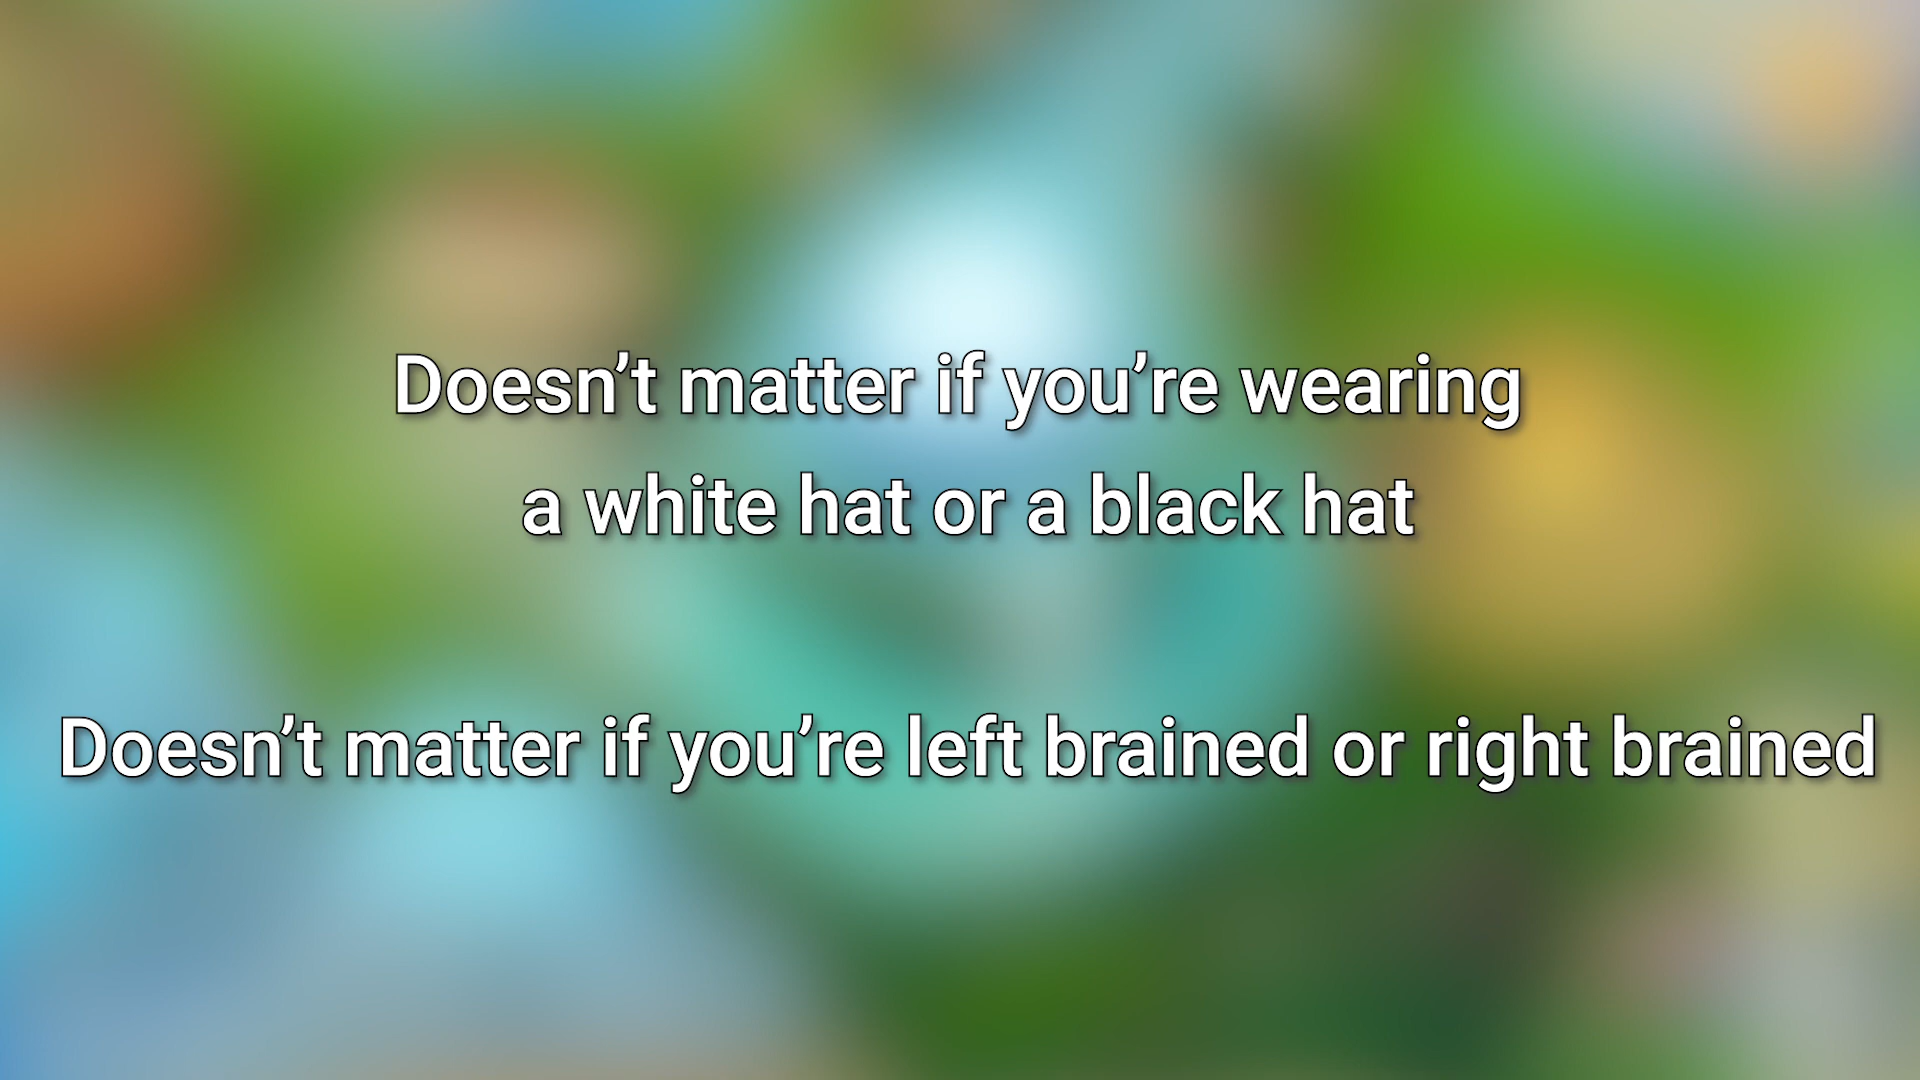 Doesn’t matter if you’re wearing
a white hat or a black hat
Doesn’t matter if you’re left brained or right brained